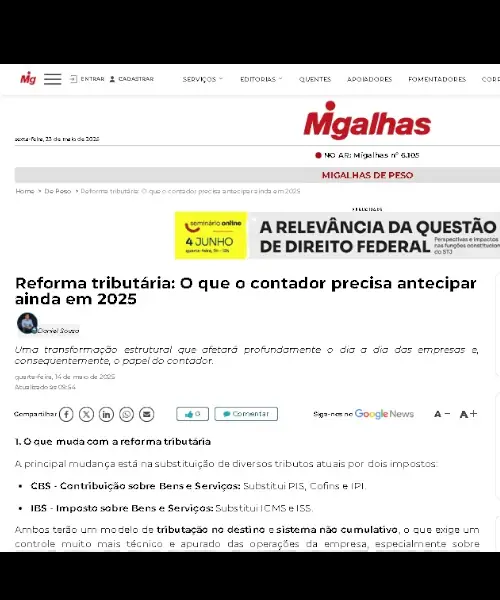 Mig ENTRAR CADASTRAR SERVIÇOS EDITORIAS QUENTES APOIADORES FOMENTADORES CORR
Migalhas
sexta-feira, 23 de maio de 2025
NO AR: Migalhas nº 6.105
MIGALHAS DE PESO
Home > De Peso > Reforma tributária: O que o contador precisa antecipar ainda em 2025
PUBLICIDADE
seminário online
4 JUNHO
A RELEVÂNCIA DA QUESTÃO
DE DIREITO FEDERAL
Perspectivas e impactos
nas funções constitucionais
do STJ
Reforma tributária: O que o contador precisa antecipar
ainda em 2025
Daniel Souza
Uma transformação estrutural que afetará profundamente o dia a dia das empresas e,
consequentemente, o papel do contador.
quarta-feira, 14 de maio de 2025
Atualizado às 09:54
Compartilhar 0 Comentar Siga-nos no Google News A - A+
1. O que muda com a reforma tributária
A principal mudança está na substituição de diversos tributos atuais por dois impostos:
CBS - Contribuição sobre Bens e Serviços: Substitui PIS, Cofins e IPI.
IBS - Imposto sobre Bens e Serviços: Substitui ICMS e ISS.
Ambos terão um modelo de tributação no destino e sistema não cumulativo, o que exige um
controle muito mais técnico e apurado das operações da empresa, especialmente sobre